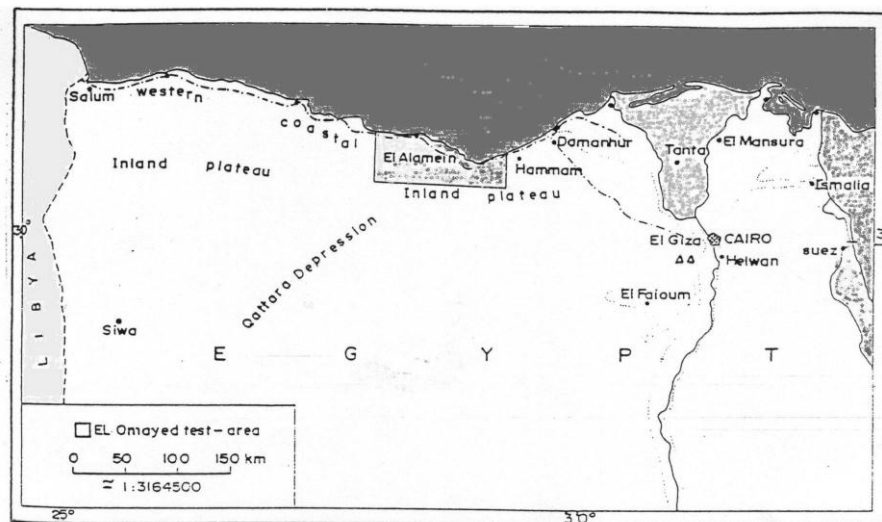 Salum
western
coastal
Damanhur
Tanta
El Mansura
El Alamein
Hammam
Inland plateau
Inland plateau
Ismalia
30°
El Giza
CAIRO
suez
Helwan
Qattara Depression
LIBYA
El Faioum
Siwa
E G Y P T
EL Omayed test-area
0 50 100 150 km
≈ 1:3164500
25°
30°